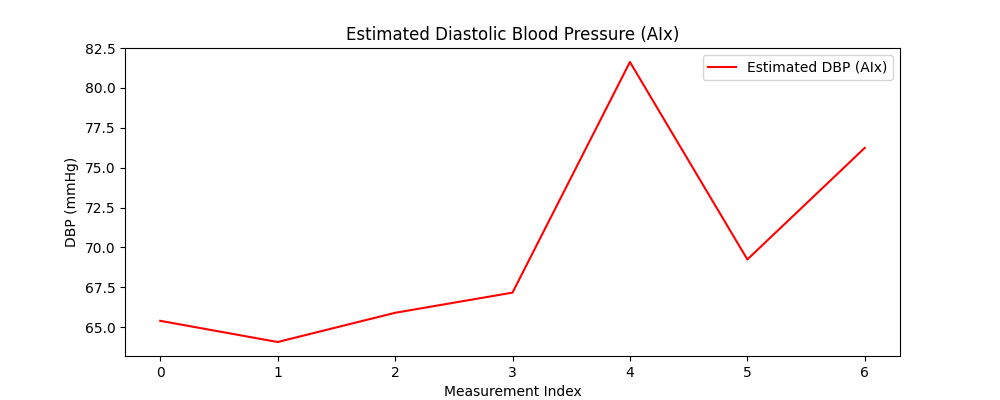 Estimated Diastolic Blood Pressure (AIx)
82.5
80.0
77.5
75.0
72.5
70.0
67.5
65.0
DBP (mmHg)
Estimated DBP (AIx)
0 1 2 3 4 5 6
Measurement Index